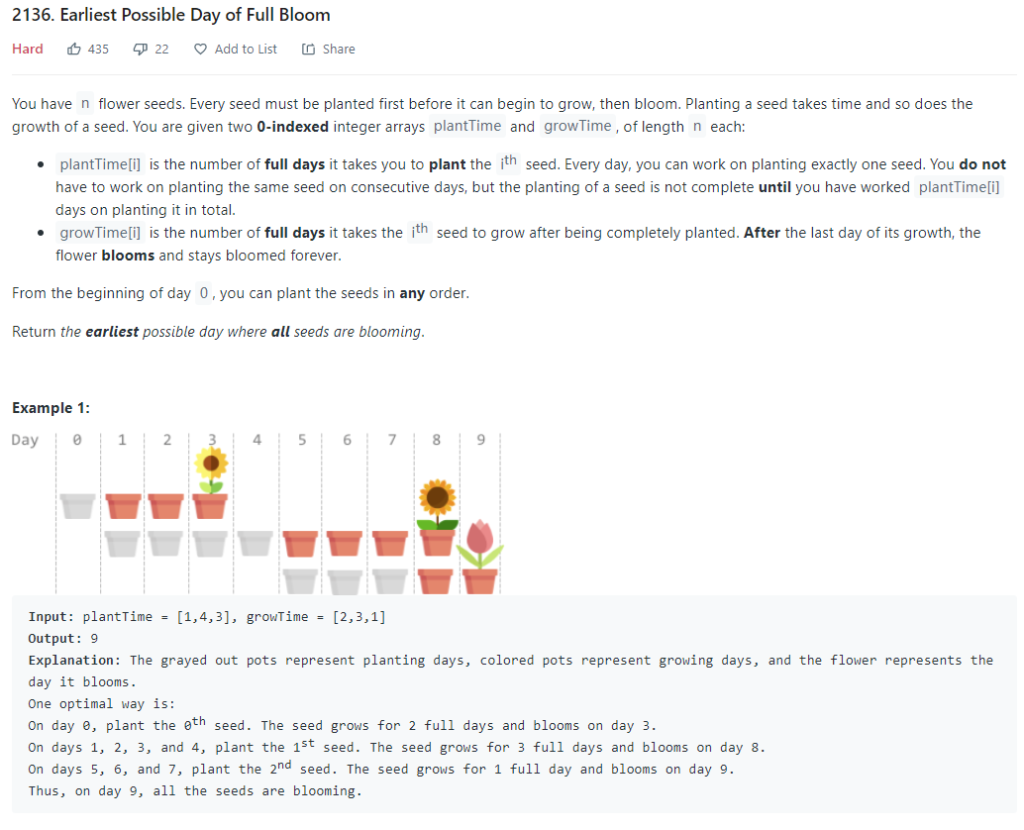 2136. Earliest Possible Day of Full Bloom
Hard 435 22 Add to List Share
You have n flower seeds. Every seed must be planted first before it can begin to grow, then bloom. Planting a seed takes time and so does the
growth of a seed. You are given two 0-indexed integer arrays plantTime and growTime, of length n each:
• plantTime[i] is the number of full days it takes you to plant the ith seed. Every day, you can work on planting exactly one seed. You do not
have to work on planting the same seed on consecutive days, but the planting of a seed is not complete until you have worked plantTime[i]
days on planting it in total.
• growTime[i] is the number of full days it takes the ith seed to grow after being completely planted. After the last day of its growth, the
flower blooms and stays bloomed forever.
From the beginning of day 0, you can plant the seeds in any order.
Return the earliest possible day where all seeds are blooming.
Example 1:
Day 0 1 2 3 4 5 6 7 8 9
Input: plantTime = [1,4,3], growTime = [2,3,1]
Output: 9
Explanation: The grayed out pots represent planting days, colored pots represent growing days, and the flower represents the
day it blooms.
One optimal way is:
On day 0, plant the 0th seed. The seed grows for 2 full days and blooms on day 3.
On days 1, 2, 3, and 4, plant the 1st seed. The seed grows for 3 full days and blooms on day 8.
On days 5, 6, and 7, plant the 2nd seed. The seed grows for 1 full day and blooms on day 9.
Thus, on day 9, all the seeds are blooming.